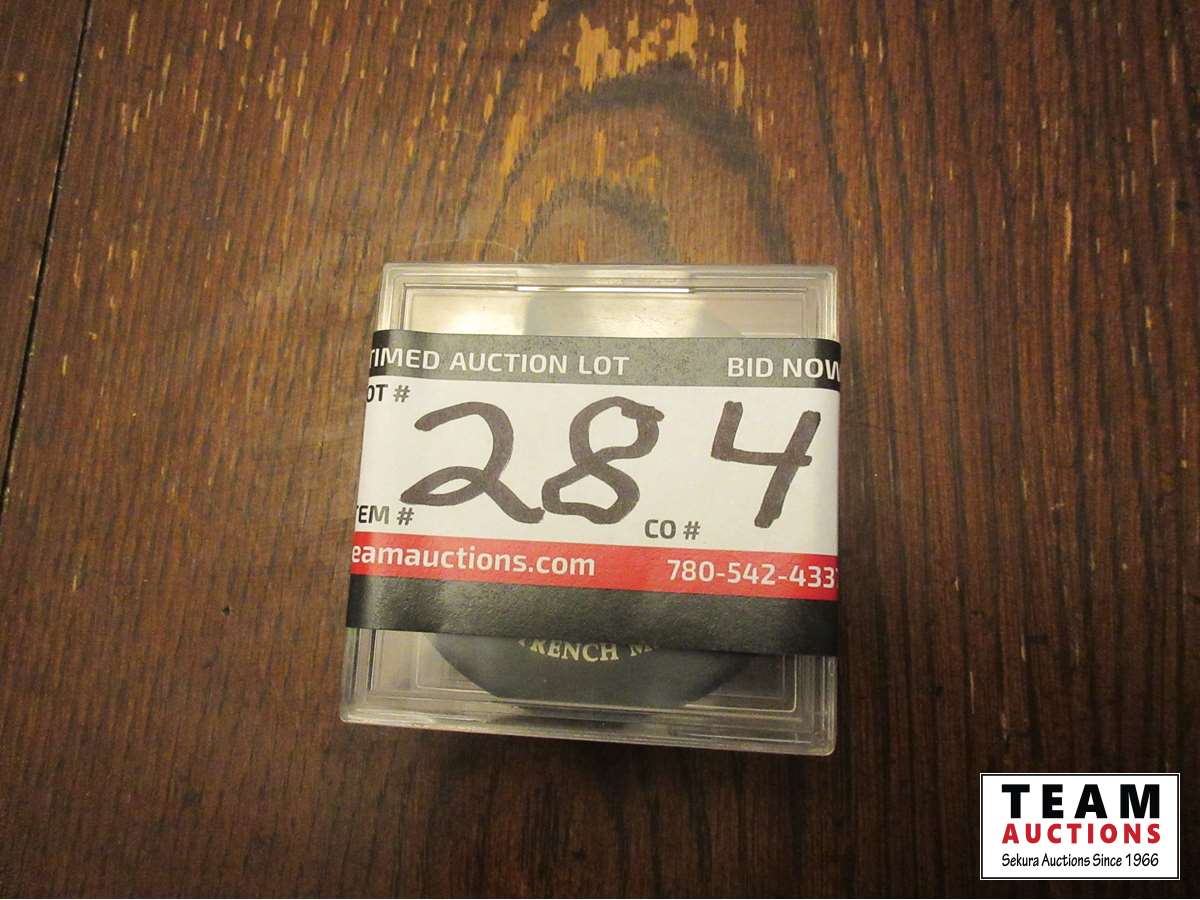 TIMED AUCTION LOT BID NOW
OT #
284
EM #
CO #
eamauctions.com 780-542-433
RENCH M
TEAM
AUCTIONS
Sekura Auctions Since 1966